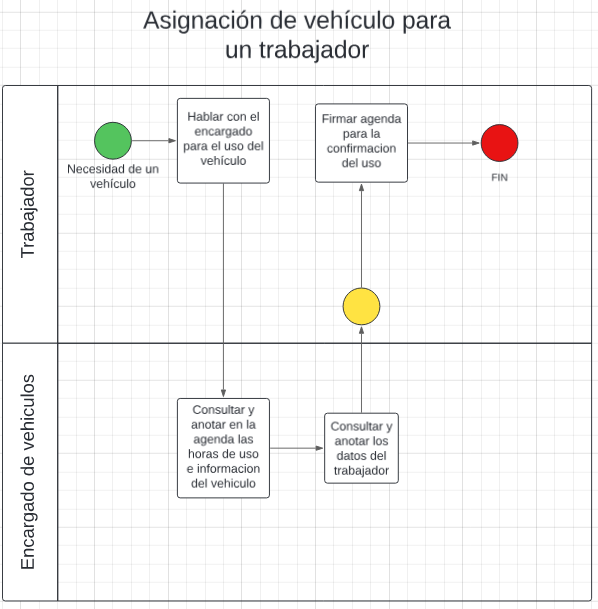 Asignación de vehículo para
un trabajador
Trabajador
Necesidad de un
vehículo
Hablar con el
encargado
para el uso del
vehículo
Firmar agenda
para la
confirmacion
del uso
FIN
Encargado de vehiculos
Consultar y
anotar en la
agenda las
horas de uso
e informacion
del vehiculo
Consultar y
anotar los
datos del
trabajador